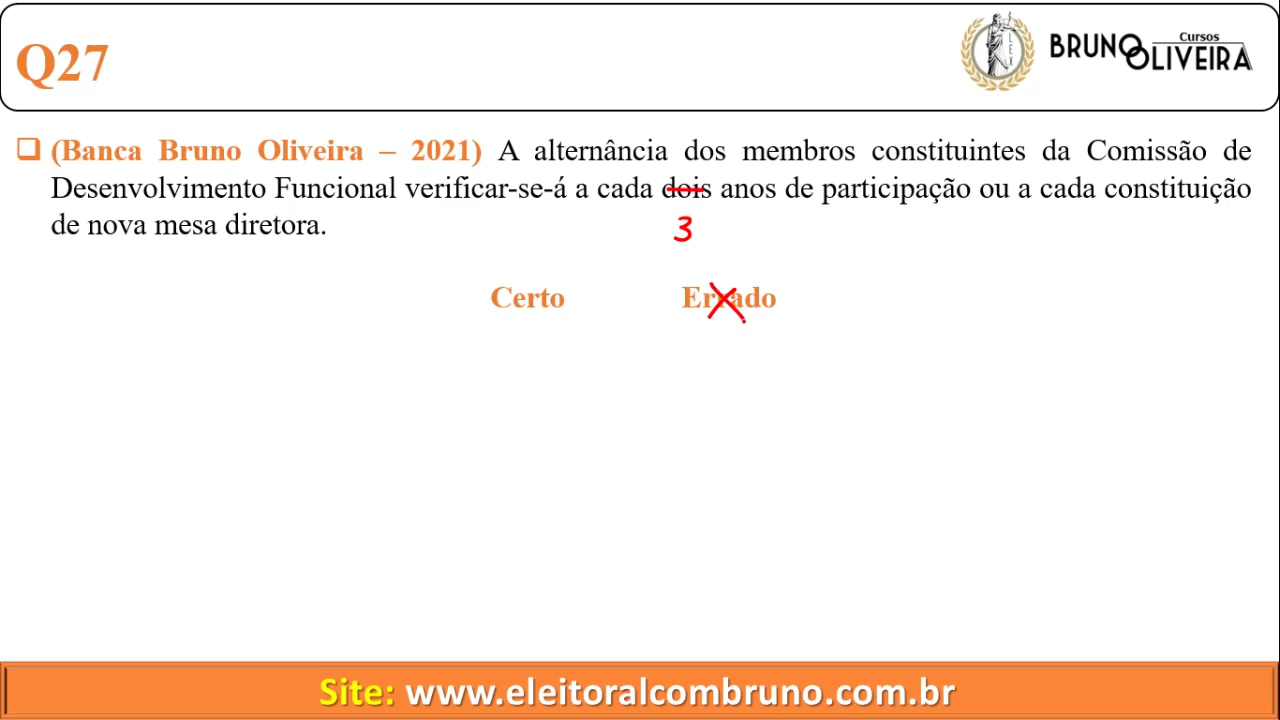 Q27
Cursos
BRUNO
OLIVEIRA
(Banca Bruno Oliveira – 2021) A alternância dos membros constituintes da Comissão de
Desenvolvimento Funcional verificar-se-á a cada dois anos de participação ou a cada constituição
de nova mesa diretora.
3
Certo Errado
Site: www.eleitoralcombruno.com.br